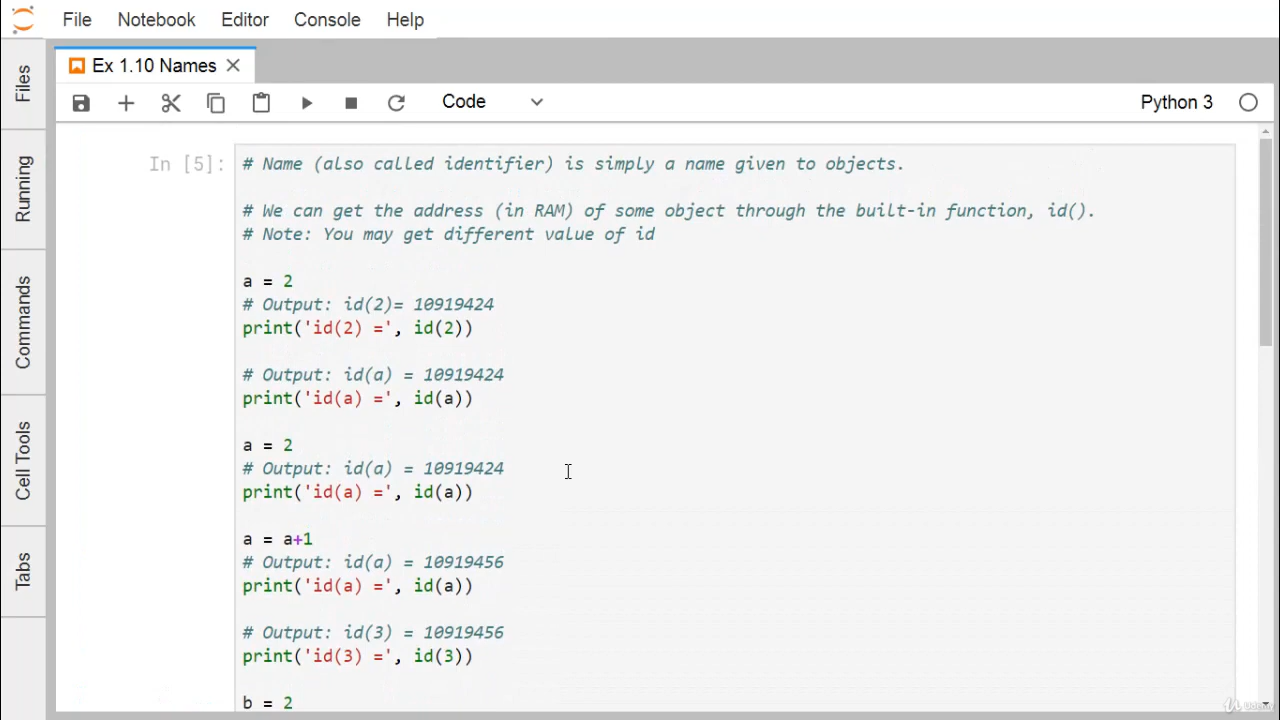 File Notebook Editor Console Help
Ex 1.10 Names
Code
Python 3
Files
Running
Commands
Cell Tools
Tabs
In [5]:
# Name (also called identifier) is simply a name given to objects.
# We can get the address (in RAM) of some object through the built-in function, id().
# Note: You may get different value of id
a = 2
# Output: id(2)= 10919424
print('id(2) =', id(2))
# Output: id(a) = 10919424
print('id(a) =', id(a))
a = 2
# Output: id(a) = 10919424
print('id(a) =', id(a))
a = a+1
# Output: id(a) = 10919456
print('id(a) =', id(a))
# Output: id(3) = 10919456
print('id(3) =', id(3))
b = 2
Udemy